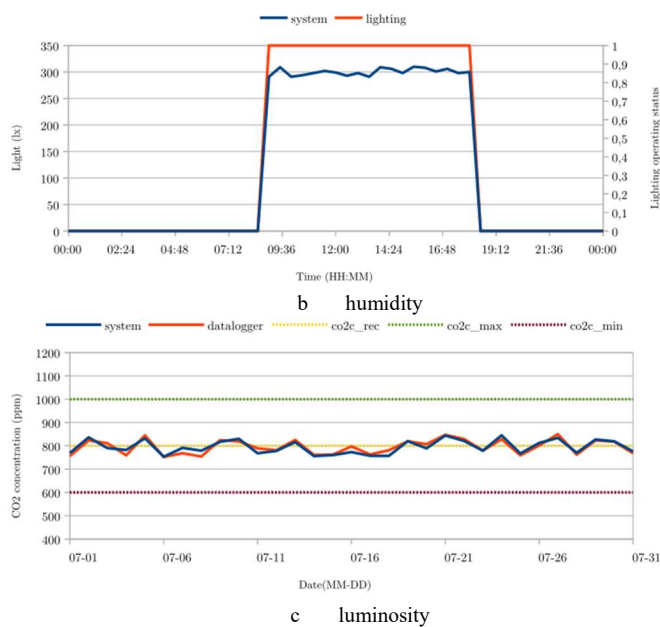 system lighting
350 300 250 200 150 100 50 0
Light (lx)
1 0,9 0,8 0,7 0,6 0,5 0,4 0,3 0,2 0,1 0
Lighting operating status
00:00 02:24 04:48 07:12 09:36 12:00 14:24 16:48 19:12 21:36 00:00
Time (HH:MM)
b humidity
system datalogger co2c_rec co2c_max co2c_min
1200 1100 1000 900 800 700 600 500 400
CO2 concentration (ppm)
07-01 07-06 07-11 07-16 07-21 07-26 07-31
Date(MM-DD)
c luminosity